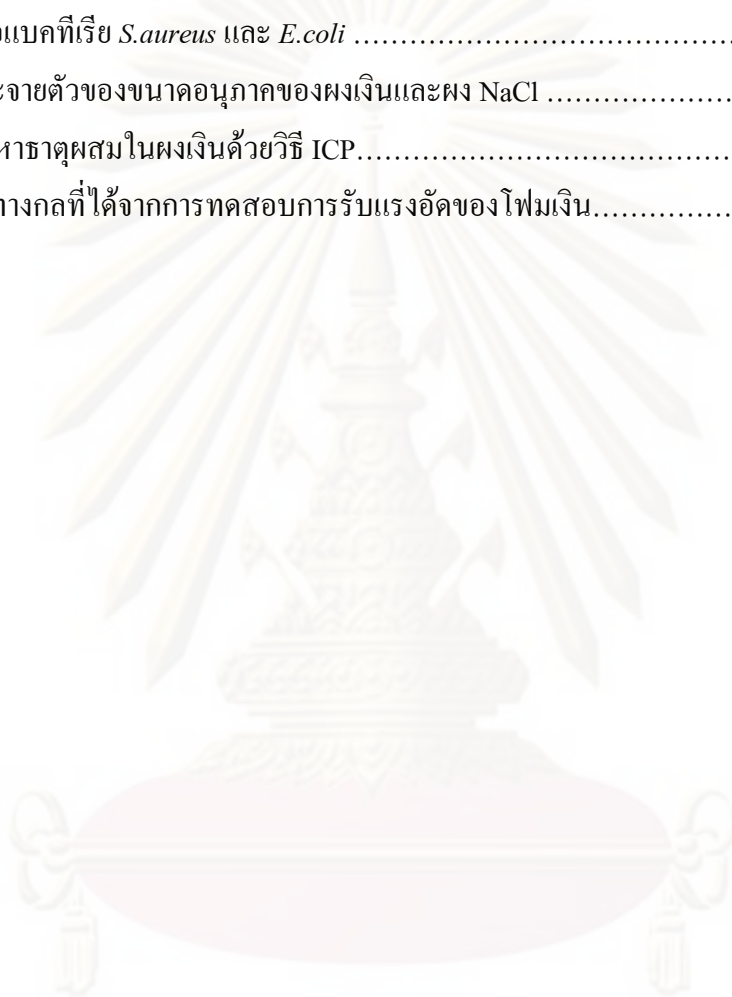 แบคทีเรีย S.aureus และ E.coli ........................................
ะจายตัวของขนาดอนุภาคของผงเงินและผง NaCl ....................
หาธาตุผสมในผงเงินด้วยวิธี ICP........................................
ทางกลที่ได้จากการทดสอบการรับแรงอัดของโฟมเงิน...............